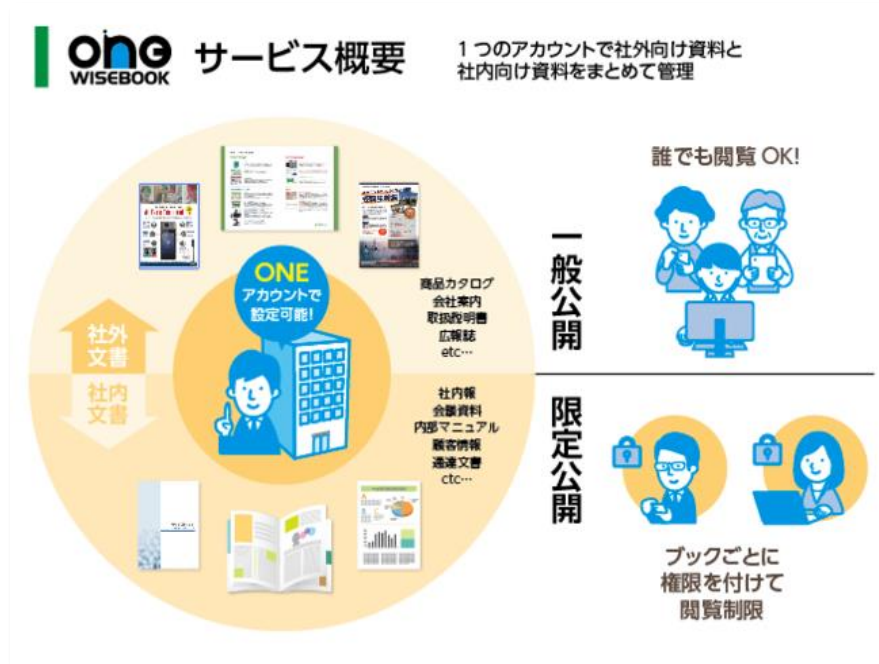 one サービス概要
WISEBOOK
1つのアカウントで社外向け資料と
社内向け資料をまとめて管理
ONE
アカウントで
設定可能!
社外
文書
社内
文書
商品カタログ
会社案内
取扱説明書
広報誌
etc…
社内報
会議資料
内部マニュアル
顧客情報
通達文書
etc…
誰でも閲覧 OK!
一般公開
限定公開
ブックごとに
権限を付けて
閲覧制限